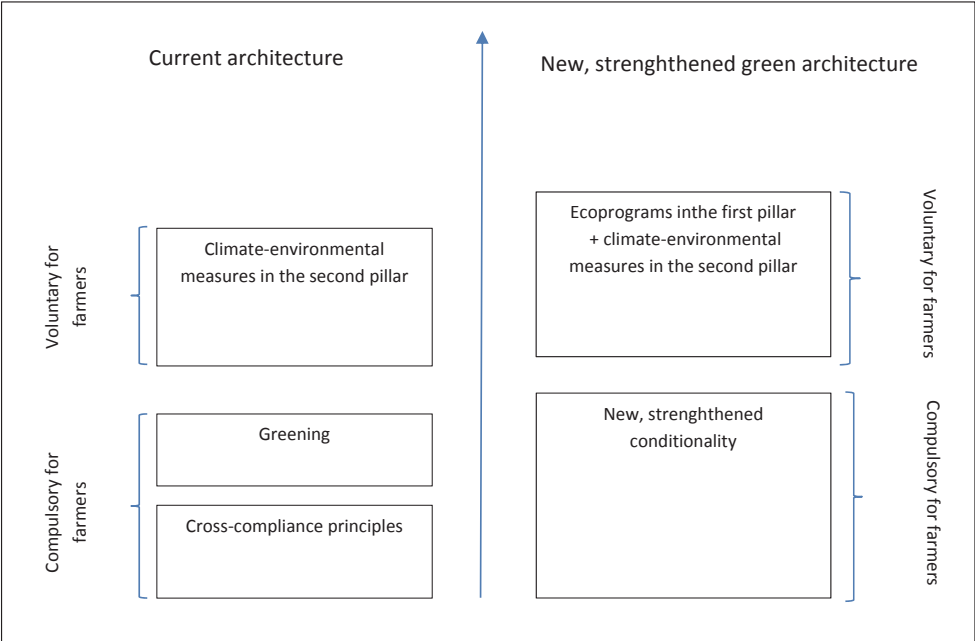 Current architecture
New, strenghthened green architecture
Voluntary for
farmers
Climate-environmental
measures in the second pillar
Compulsory for
farmers
Greening
Cross-compliance principles
Ecoprograms inthe first pillar
+ climate-environmental
measures in the second pillar
Voluntary for farmers
New, strenghthened
conditionality
Compulsory for farmers